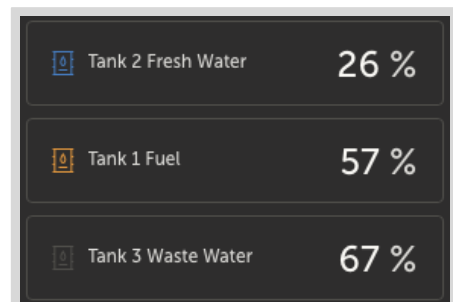 Tank 2 Fresh Water 26 %
Tank 1 Fuel 57 %
Tank 3 Waste Water 67 %